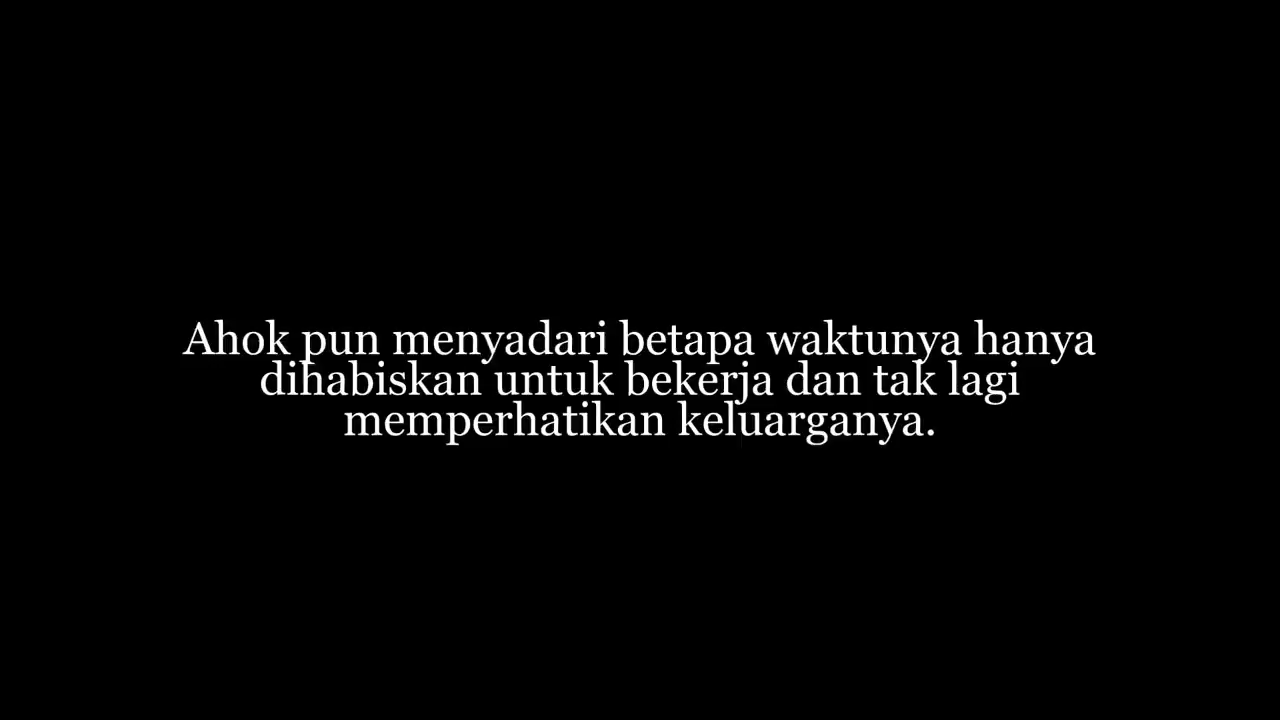 Ahok pun menyadari betapa waktunya hanya
dihabiskan untuk bekerja dan tak lagi
memperhatikan keluarganya.